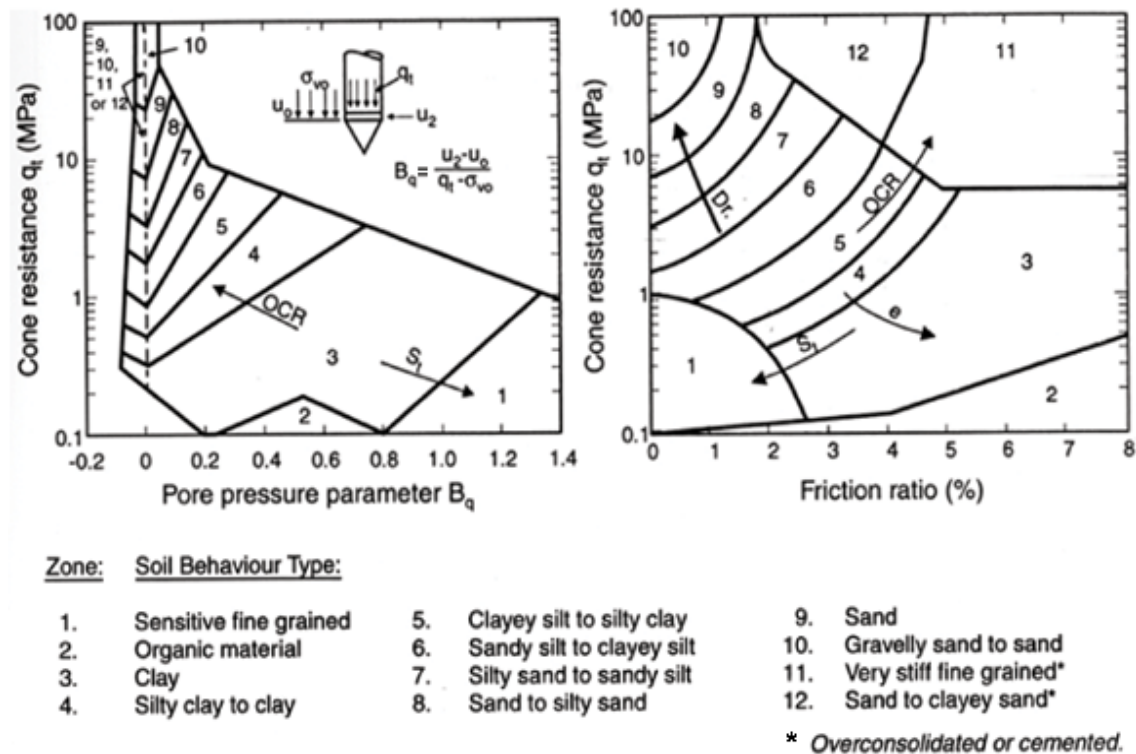 100
10
1
0.1
Cone resistance qt (MPa)
-0.2 0 0.2 0.4 0.6 0.8 1.0 1.2 1.4
Pore pressure parameter Bq
9,
10,
11
or 12
10
9
8
7
6
5
4
3
2
1
OCR
St
σvo
qt
uo
u2
Bq = u2-uo / qt -σvo
100
10
1
0.1
Cone resistance qt (MPa)
0 1 2 3 4 5 6 7 8
Friction ratio (%)
10
9
8
7
6
5
4
3
2
1
12
11
Dr.
OCR
e
St
Zone: Soil Behaviour Type:
1. Sensitive fine grained
2. Organic material
3. Clay
4. Silty clay to clay
5. Clayey silt to silty clay
6. Sandy silt to clayey silt
7. Silty sand to sandy silt
8. Sand to silty sand
9. Sand
10. Gravelly sand to sand
11. Very stiff fine grained*
12. Sand to clayey sand*
* Overconsolidated or cemented.